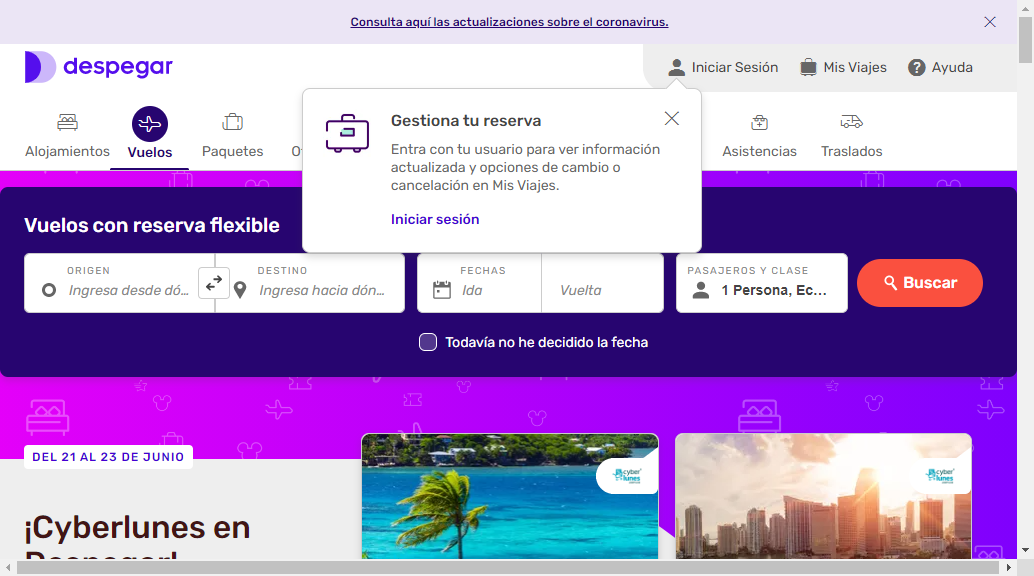 Consulta aquí las actualizaciones sobre el coronavirus.
despegar
Iniciar Sesión
Mis Viajes
Ayuda
Alojamientos
Vuelos
Paquetes
Asistencias
Traslados
Gestiona tu reserva
Entra con tu usuario para ver información
actualizada y opciones de cambio o
cancelación en Mis Viajes.
Iniciar sesión
Vuelos con reserva flexible
ORIGEN
Ingresa desde dó...
DESTINO
Ingresa hacia dón...
FECHAS
Ida
Vuelta
PASAJEROS Y CLASE
1 Persona, Ec...
Buscar
Todavía no he decidido la fecha
DEL 21 AL 23 DE JUNIO
¡Cyberlunes en
Despegar!
cyber
lunes
cyber
lunes